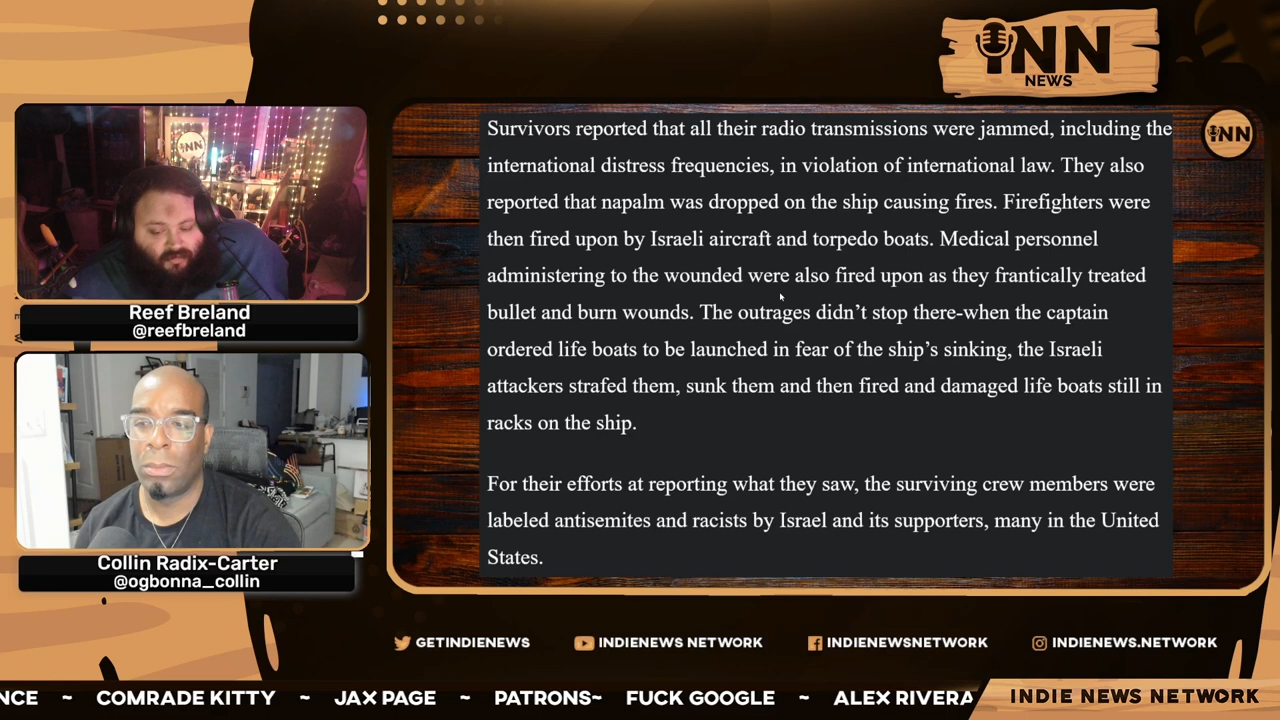 INN
NEWS
INN
INN
Survivors reported that all their radio transmissions were jammed, including the
international distress frequencies, in violation of international law. They also
reported that napalm was dropped on the ship causing fires. Firefighters were
then fired upon by Israeli aircraft and torpedo boats. Medical personnel
administering to the wounded were also fired upon as they frantically treated
bullet and burn wounds. The outrages didn’t stop there-when the captain
ordered life boats to be launched in fear of the ship’s sinking, the Israeli
attackers strafed them, sunk them and then fired and damaged life boats still in
racks on the ship.
For their efforts at reporting what they saw, the surviving crew members were
labeled antisemites and racists by Israel and its supporters, many in the United
States.
Reef Breland
@reefbreland
Collin Radix-Carter
@ogbonna_collin
GETINDIENEWS
INDIENEWS NETWORK
INDIENEWSNETWORK
INDIENEWS.NETWORK
NCE ~ COMRADE KITTY ~ JAX PAGE ~ PATRONS~ FUCK GOOGLE ~ ALEX RIVERA
INDIE NEWS NETWORK